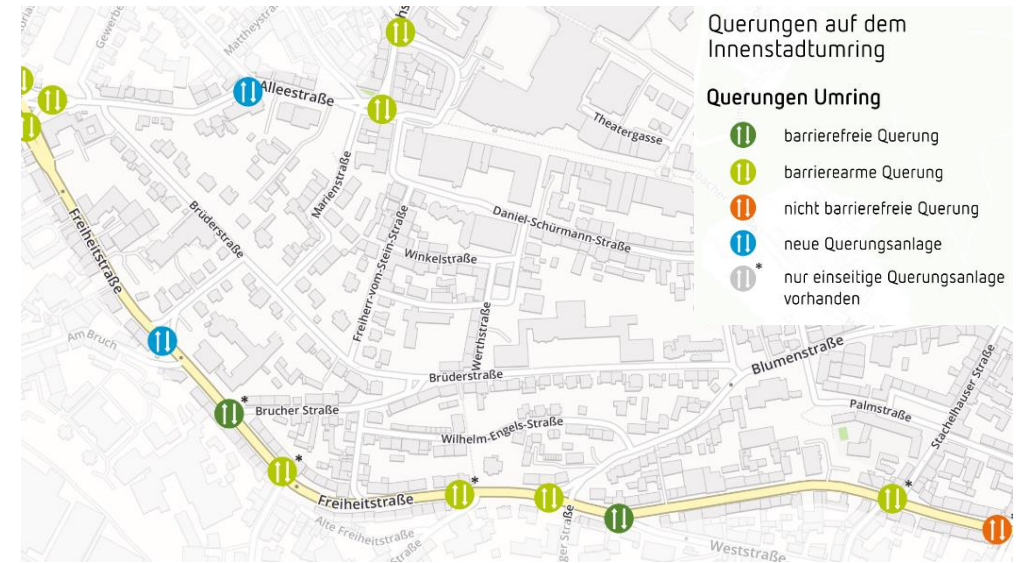 Querungen auf dem
Innenstadtumring
Querungen Umring
barrierefreie Querung
barrierearme Querung
nicht barrierefreie Querung
neue Querungsanlage
*
nur einseitige Querungsanlage
vorhanden
Mattheystraße
Alleestraße
Theatergasse
Marienstraße
Brüderstraße
Freiheitstraße
Daniel-Schürmann-Straße
Freiherr-vom-Stein-Straße
Winkelstraße
Werthstraße
Am Bruch
Brüderstraße
Blumenstraße
Stachelhauser Straße
*
Brucher Straße
Palmstraße
Wilhelm-Engels-Straße
*
*
*
Freiheitstraße
Alte Freiheitstraße
Weststraße
*